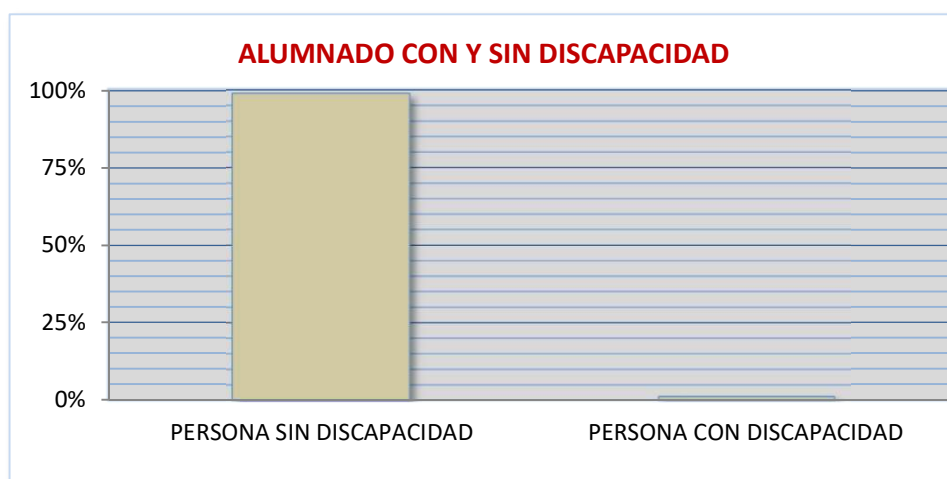 ALUMNADO CON Y SIN DISCAPACIDAD
100%
75%
50%
25%
0%
PERSONA SIN DISCAPACIDAD
PERSONA CON DISCAPACIDAD